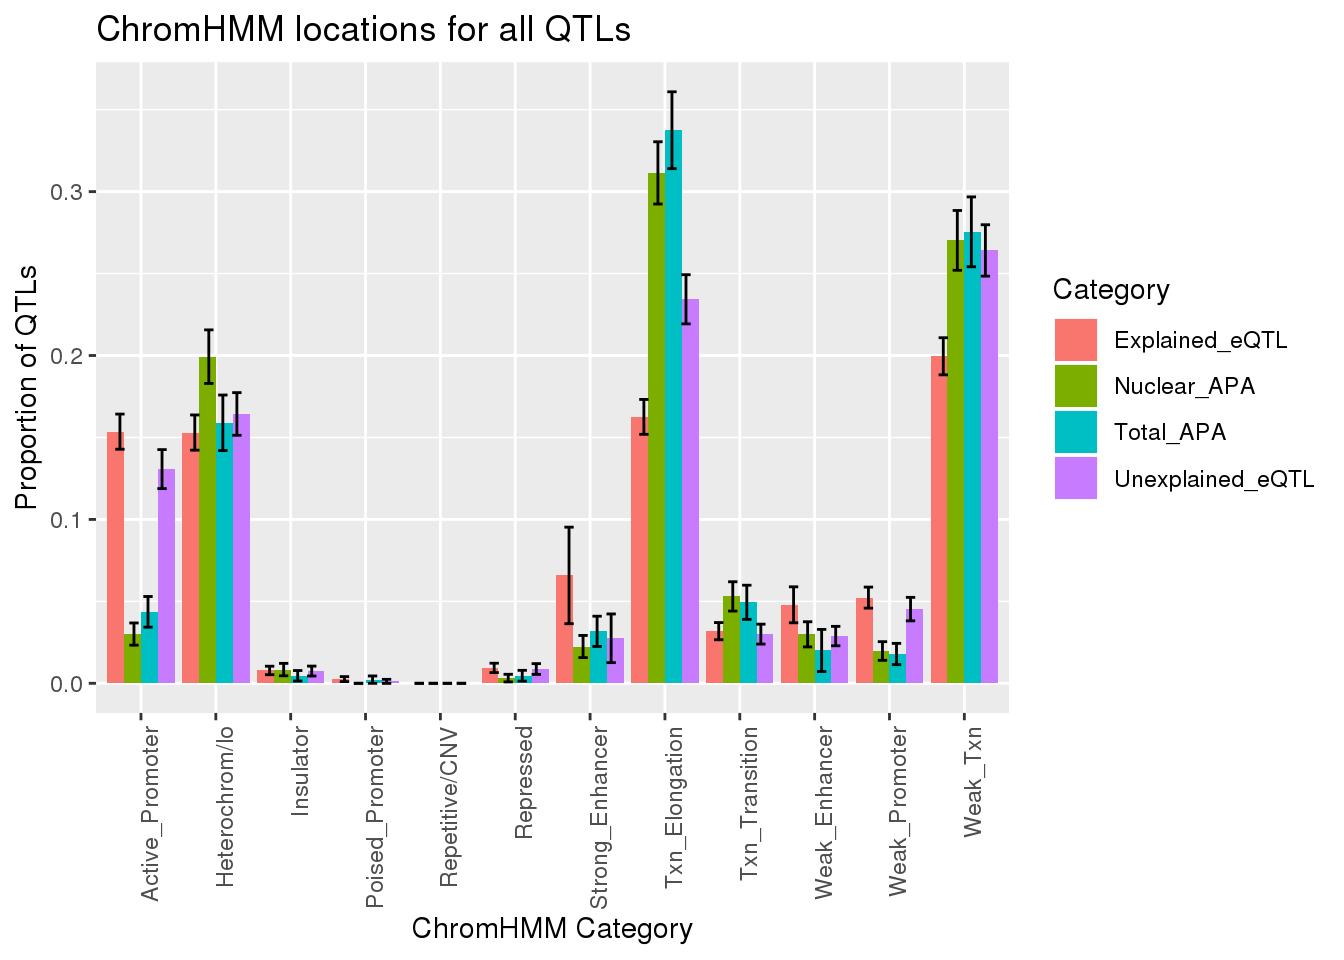 ChromHMM locations for all QTLs
Proportion of QTLs
0.3
0.2
0.1
0.0
Active_Promoter
Heterochrom/lo
Insulator
Poised_Promoter
Repetitive/CNV
Repressed
Strong_Enhancer
Txn_Elongation
Txn_Transition
Weak_Enhancer
Weak_Promoter
Weak_Txn
ChromHMM Category
Category
Explained_eQTL
Nuclear_APA
Total_APA
Unexplained_eQTL